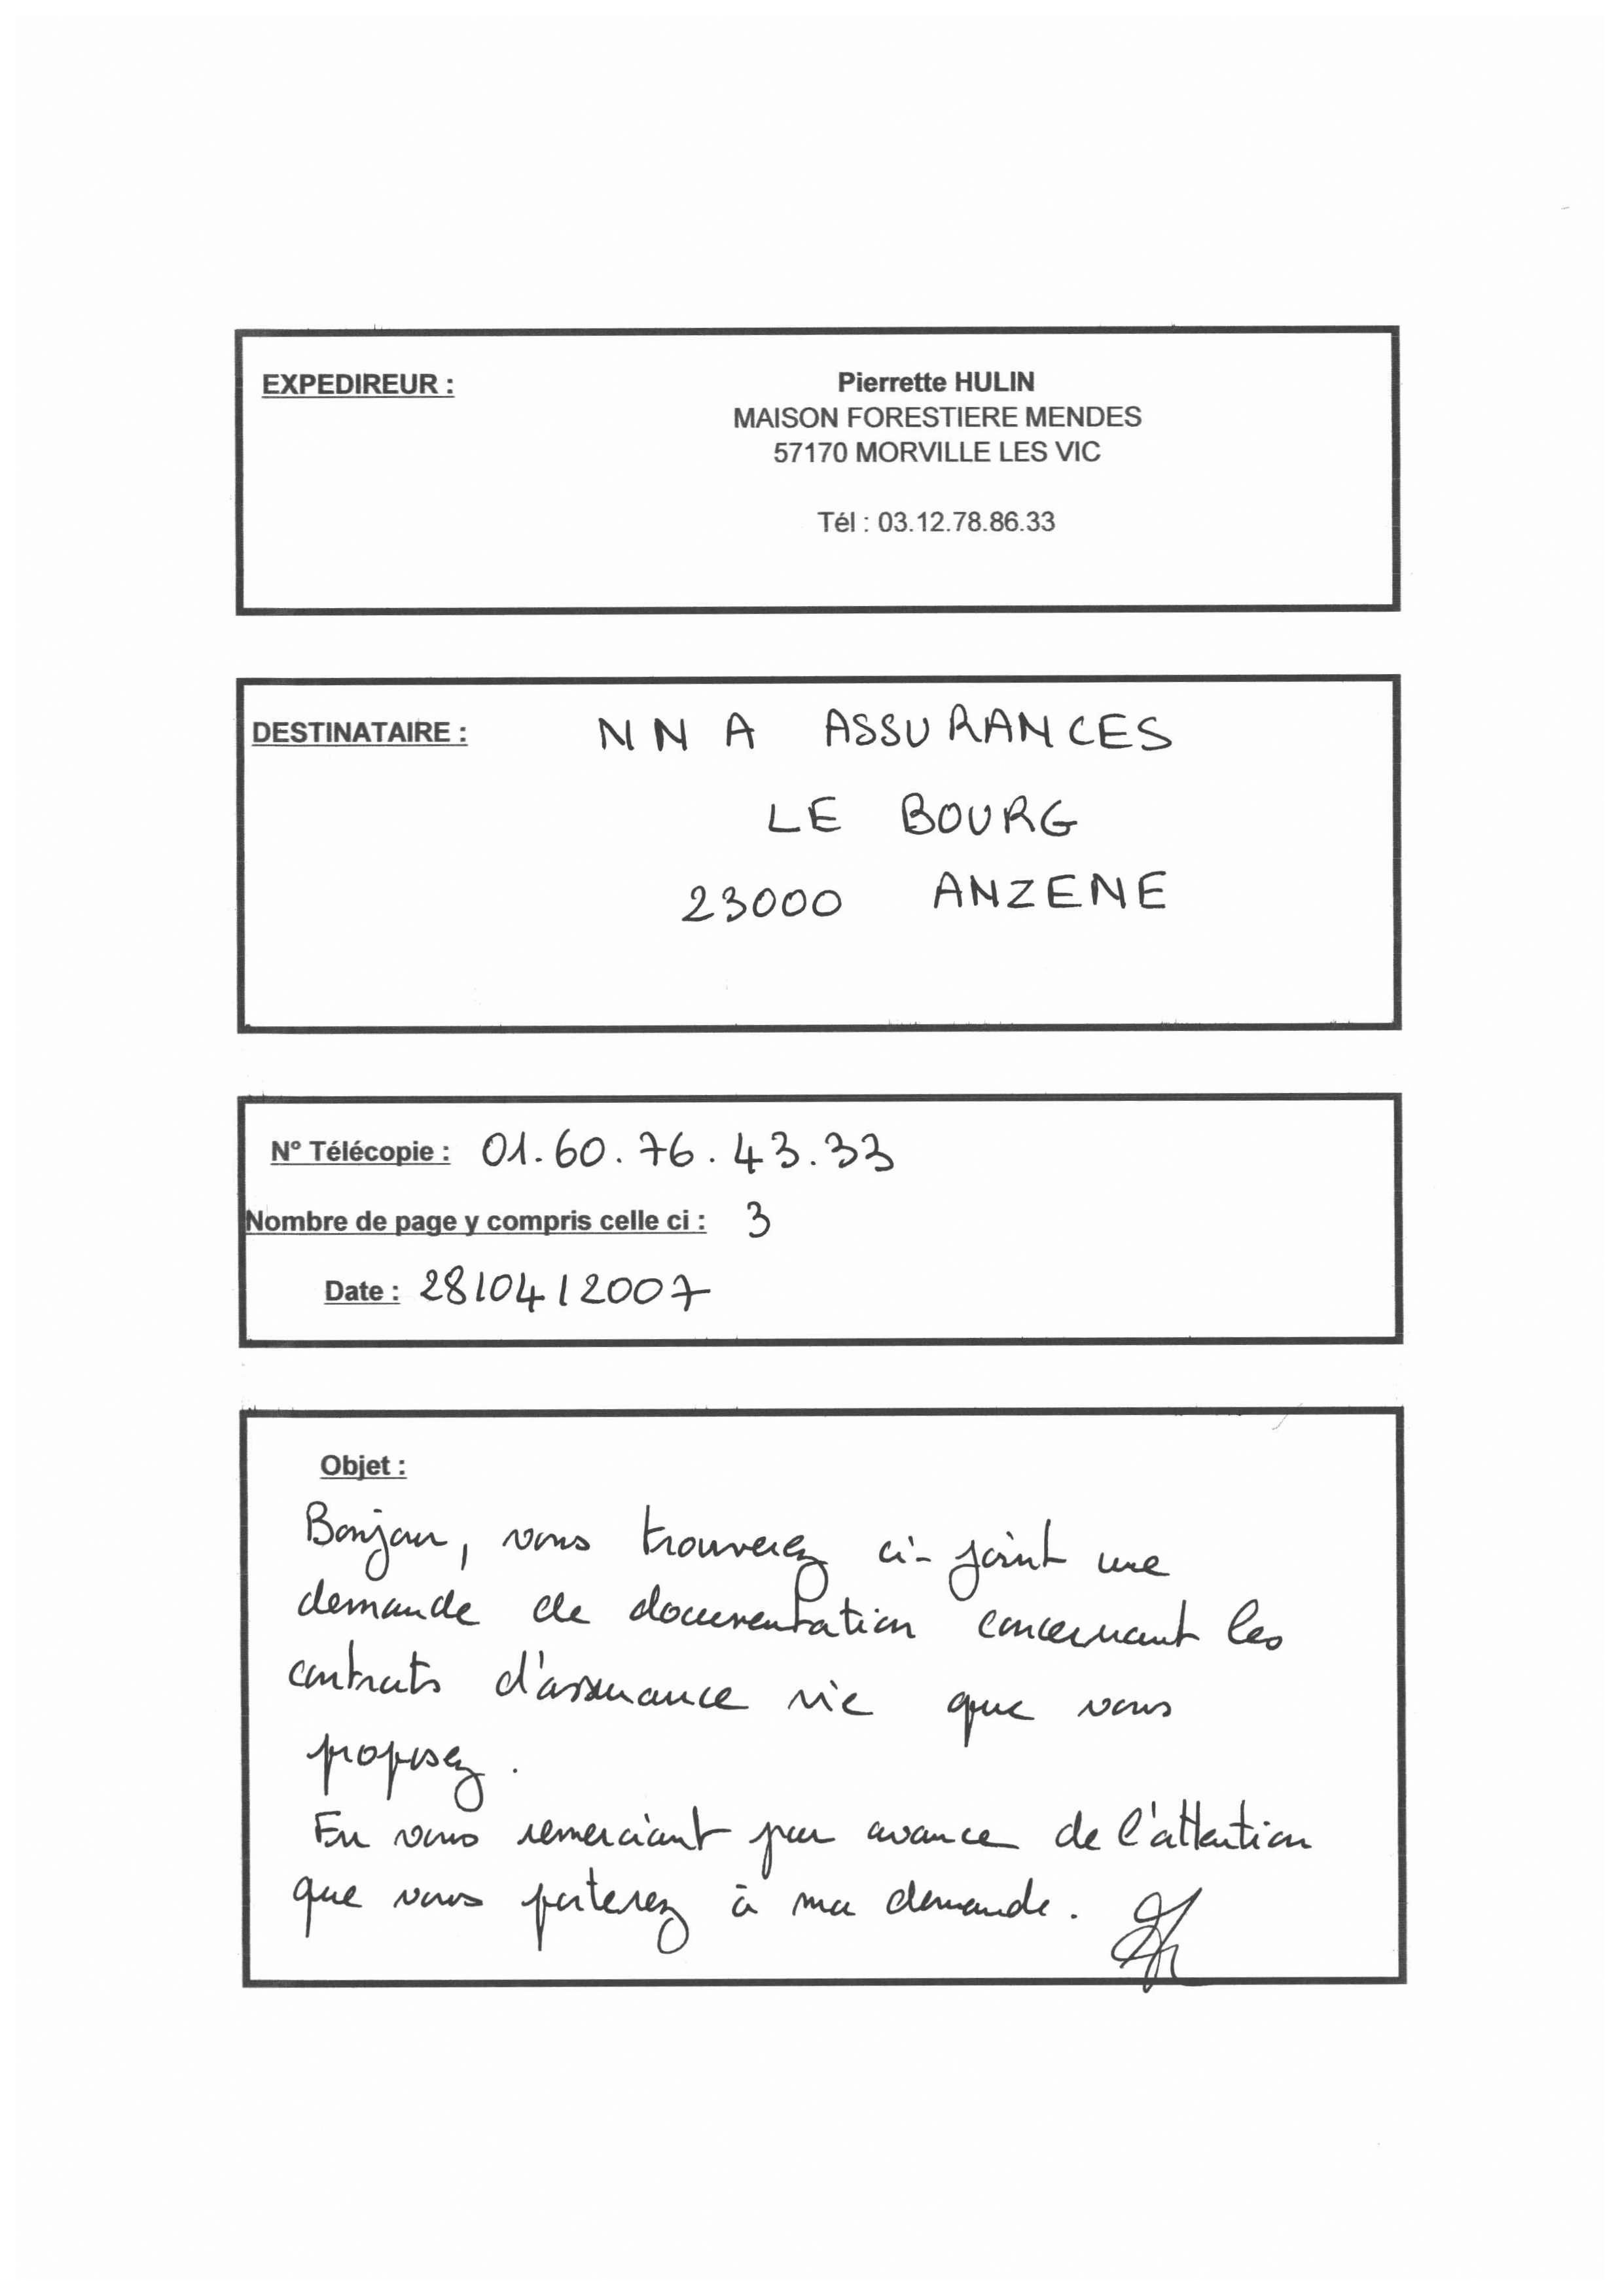 EXPEDIREUR :
Pierrette HULIN
MAISON FORESTIERE MENDES
57170 MORVILLE LES VIC
Tél : 03.12.78.86.33
DESTINATAIRE : NNA ASSURANCES
LE BOURG
23000 ANZENE
N° Télécopie : 01.60.76.43.33
Nombre de page y compris celle ci : 3
Date : 28/04/2007
Objet :
Bonjour, vous trouverez ci-joint une
demande de documentation concernant les
contrats d'assurance vie que vous
proposez.
En vous remerciant par avance de l'attention
que vous porterez à ma demande.